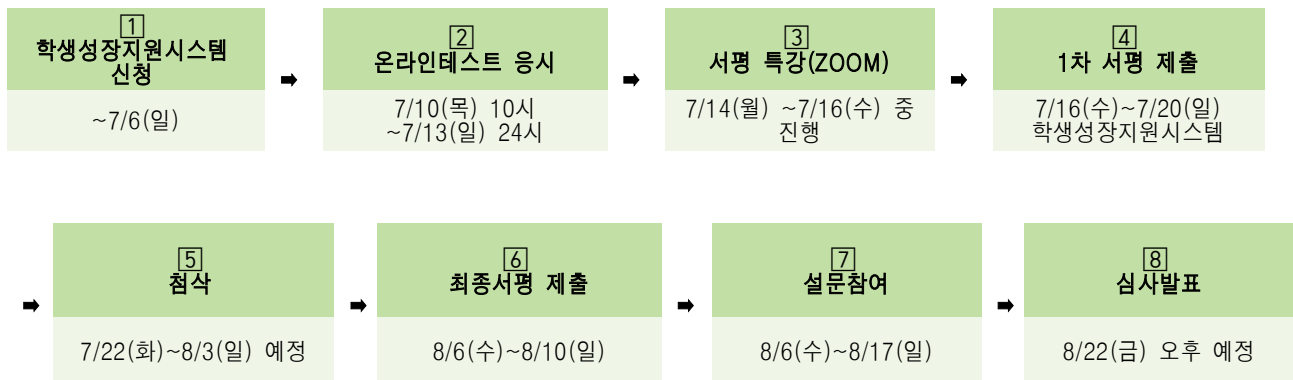 1
학생성장지원시스템
신청
~7/6(일)
➡
2
온라인테스트 응시
7/10(목) 10시
~7/13(일) 24시
➡
3
서평 특강(ZOOM)
7/14(월) ~7/16(수) 중
진행
➡
4
1차 서평 제출
7/16(수)~7/20(일)
학생성장지원시스템
➡
5
첨삭
7/22(화)~8/3(일) 예정
➡
6
최종서평 제출
8/6(수)~8/10(일)
➡
7
설문참여
8/6(수)~8/17(일)
➡
8
심사발표
8/22(금) 오후 예정